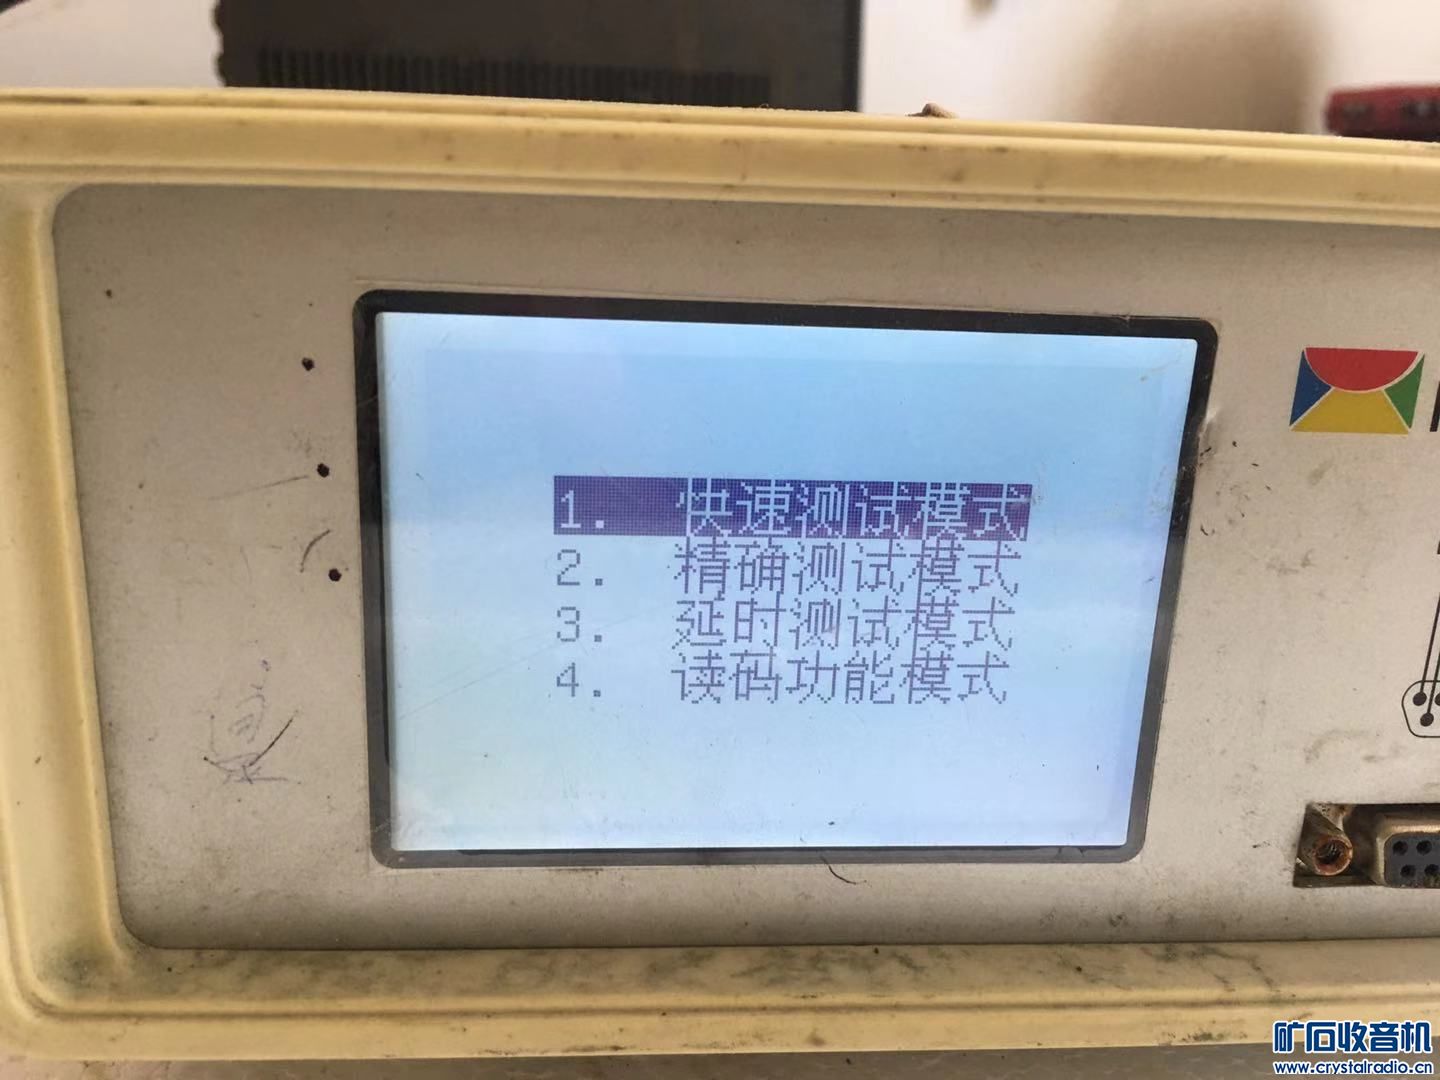 1. 快速测试模式
2. 精确测试模式
3. 延时测试模式
4. 读码功能模式
矿石收音机
www.crystalradio.cn